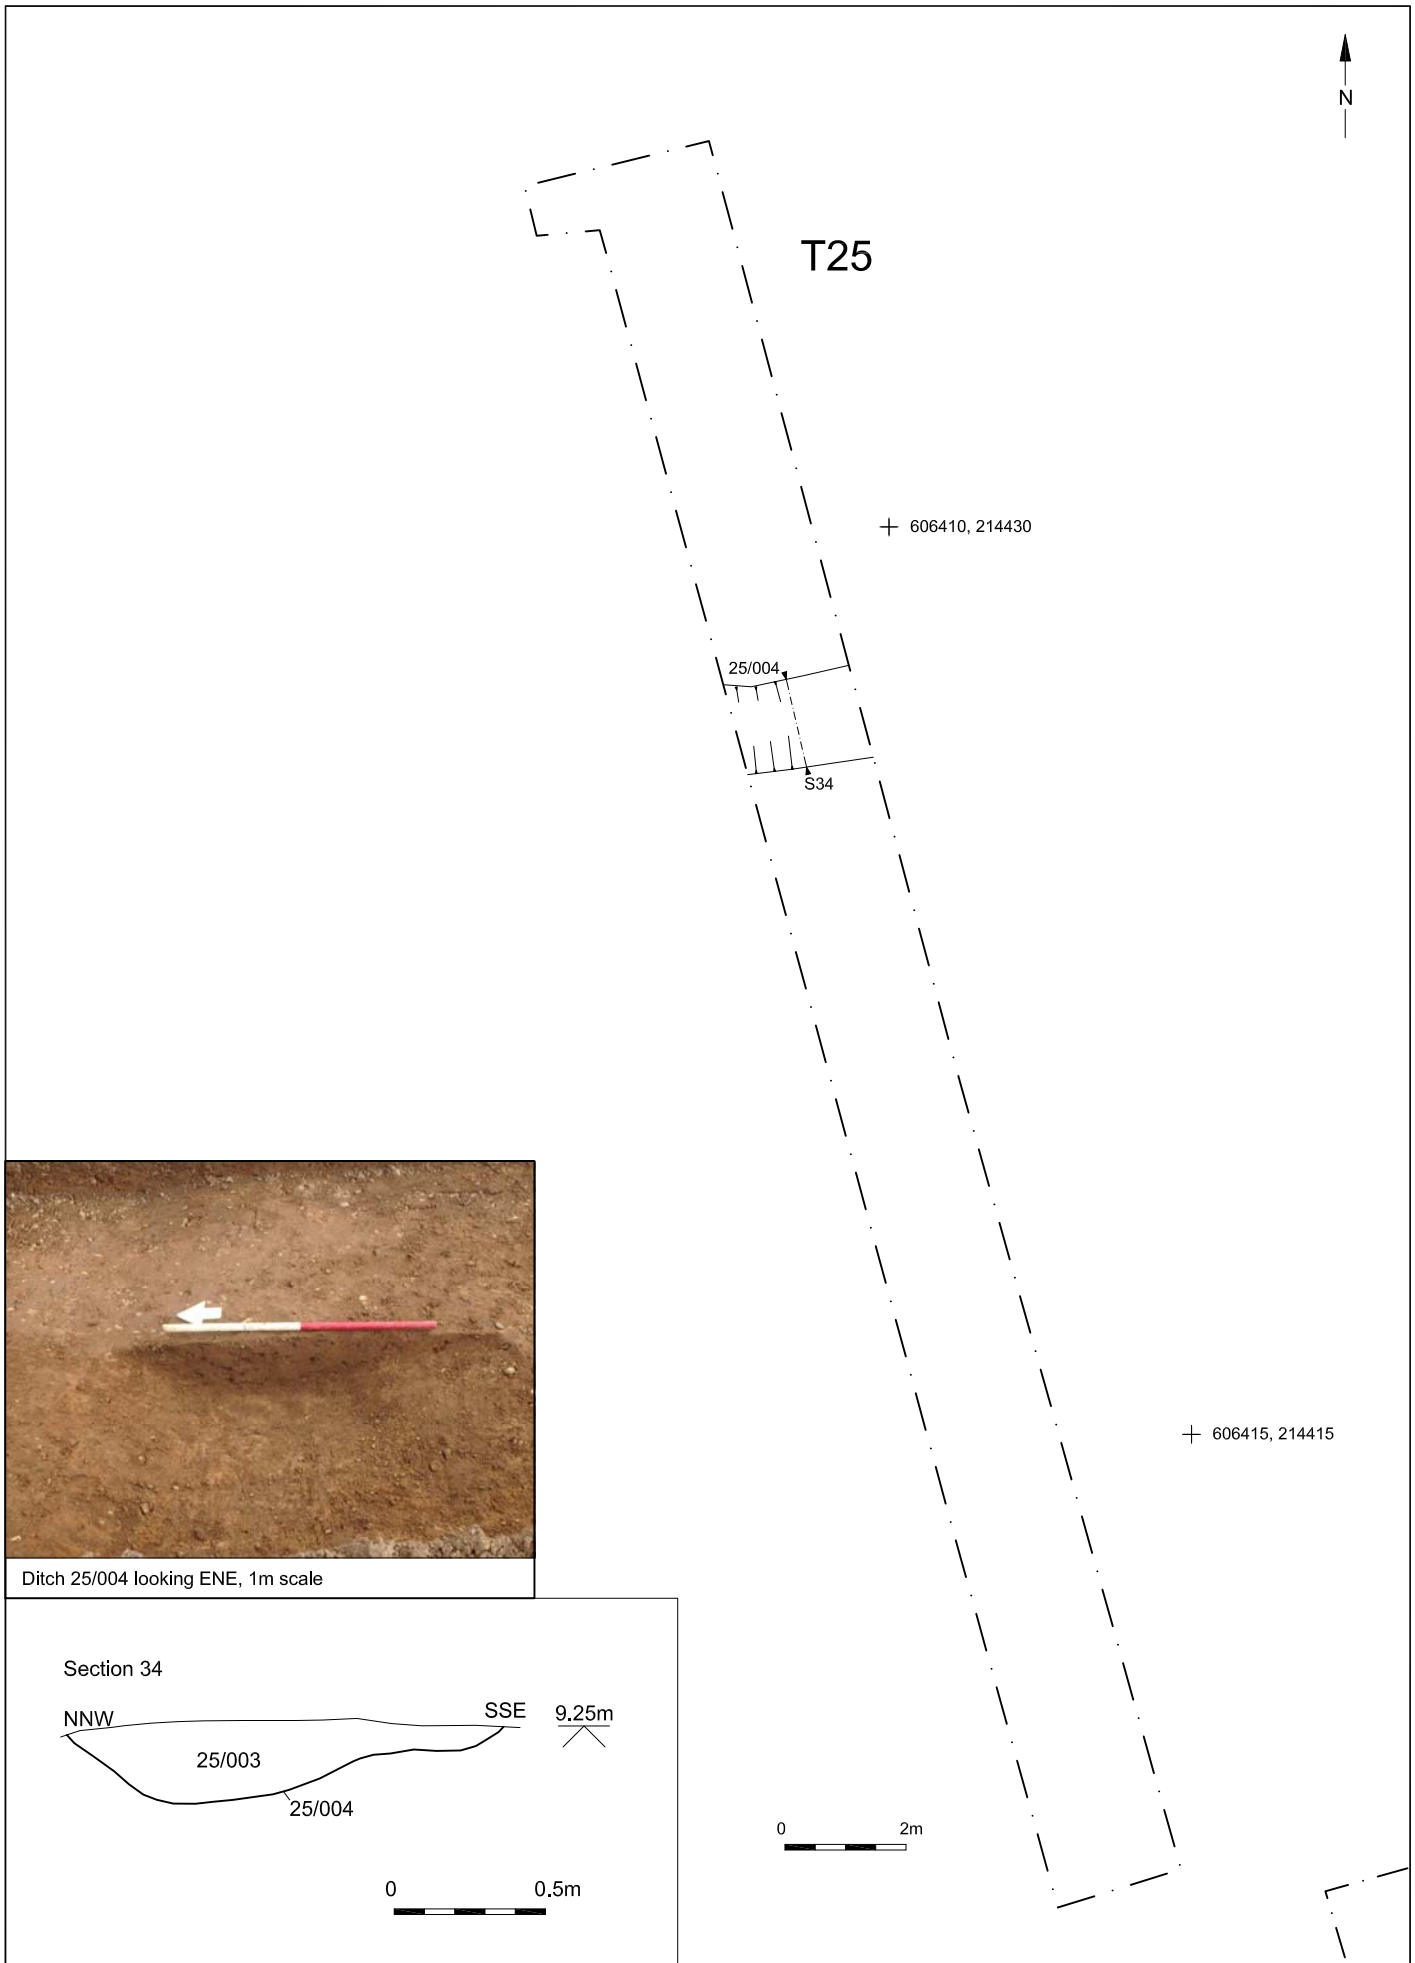 N
T25
606410, 214430
25/004
S34
606415, 214415
Ditch 25/004 looking ENE, 1m scale
Section 34
NNW
SSE
9.25m
25/003
25/004
0
0.5m
0
2m